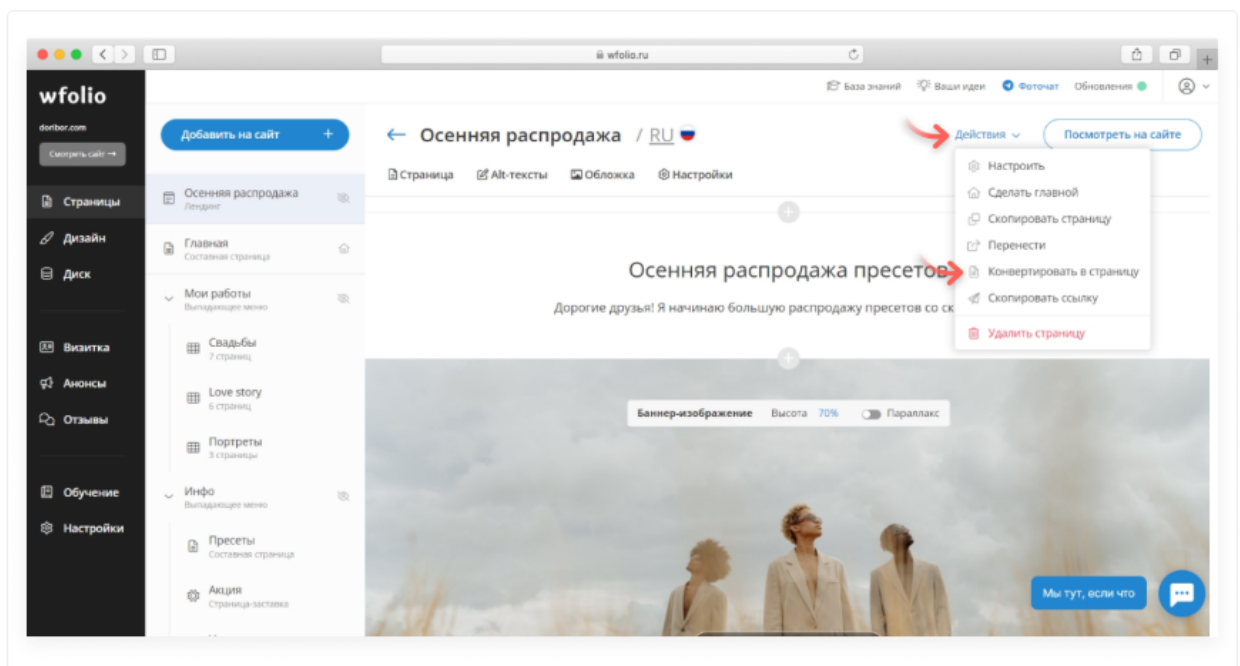 wfolio.ru
wfolio
База знаний
Ваши идеи
Фоточат
Обновления
doribor.com
Смотреть сайт →
Добавить на сайт +
← Осенняя распродажа / RU
Действия
Посмотреть на сайте
Страница
Alt-тексты
Обложка
Настройки
Страницы
Дизайн
Диск
Визитка
Анонсы
Отзывы
Обучение
Настройки
Осенняя распродажа
Лендинг
Главная
Составная страница
Мои работы
Выпадающее меню
Свадьбы
7 страниц
Love story
6 страниц
Портреты
3 страницы
Инфо
Выпадающее меню
Пресеты
Составная страница
Акция
Страница-заставка
Настроить
Сделать главной
Скопировать страницу
Перенести
Конвертировать в страницу
Скопировать ссылку
Удалить страницу
Осенняя распродажа пресетов
Дорогие друзья! Я начинаю большую распродажу пресетов со ск
Баннер-изображение Высота 70% Параллакс
Мы тут, если что